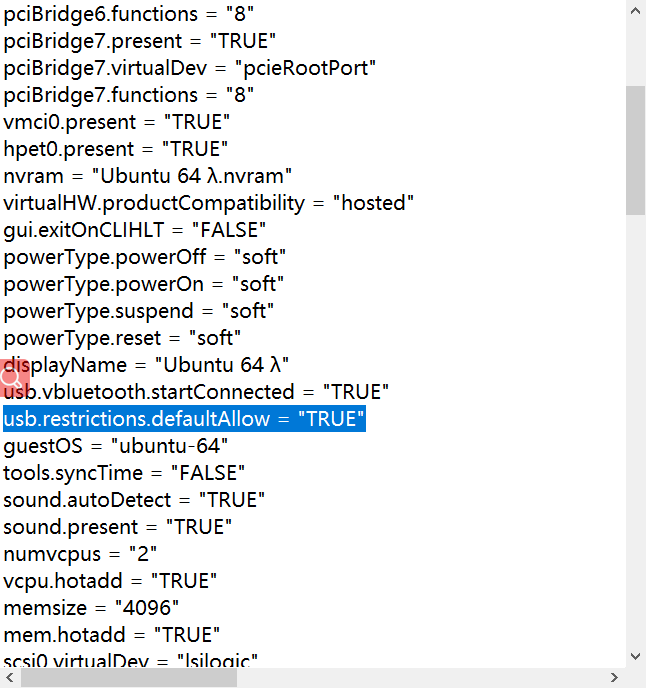 pciBridge6.functions = "8"
pciBridge7.present = "TRUE"
pciBridge7.virtualDev = "pcieRootPort"
pciBridge7.functions = "8"
vmci0.present = "TRUE"
hpet0.present = "TRUE"
nvram = "Ubuntu 64 λ.nvram"
virtualHW.productCompatibility = "hosted"
gui.exitOnCLIHLT = "FALSE"
powerType.powerOff = "soft"
powerType.powerOn = "soft"
powerType.suspend = "soft"
powerType.reset = "soft"
displayName = "Ubuntu 64 λ"
usb.vbluetooth.startConnected = "TRUE"
usb.restrictions.defaultAllow = "TRUE"
guestOS = "ubuntu-64"
tools.syncTime = "FALSE"
sound.autoDetect = "TRUE"
sound.present = "TRUE"
numvcpus = "2"
vcpu.hotadd = "TRUE"
memsize = "4096"
mem.hotadd = "TRUE"
scsi0.virtualDev = "lsilogic"